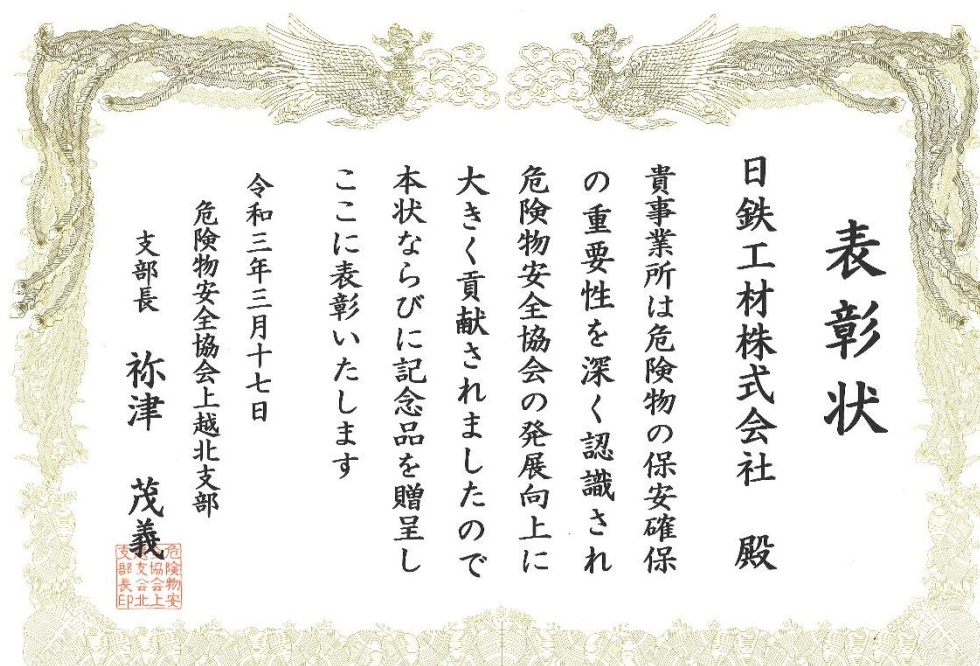 表彰状
日鉄工材株式会社 殿
貴事業所は危険物の保安確保
の重要性を深く認識され
危険物安全協会の発展向上に
大きく貢献されましたので
本状ならびに記念品を贈呈し
ここに表彰いたします
令和三年三月十七日
危険物安全協会上越北支部
支部長 祢津 茂義
危険物安
協会上
支会北
支部長印